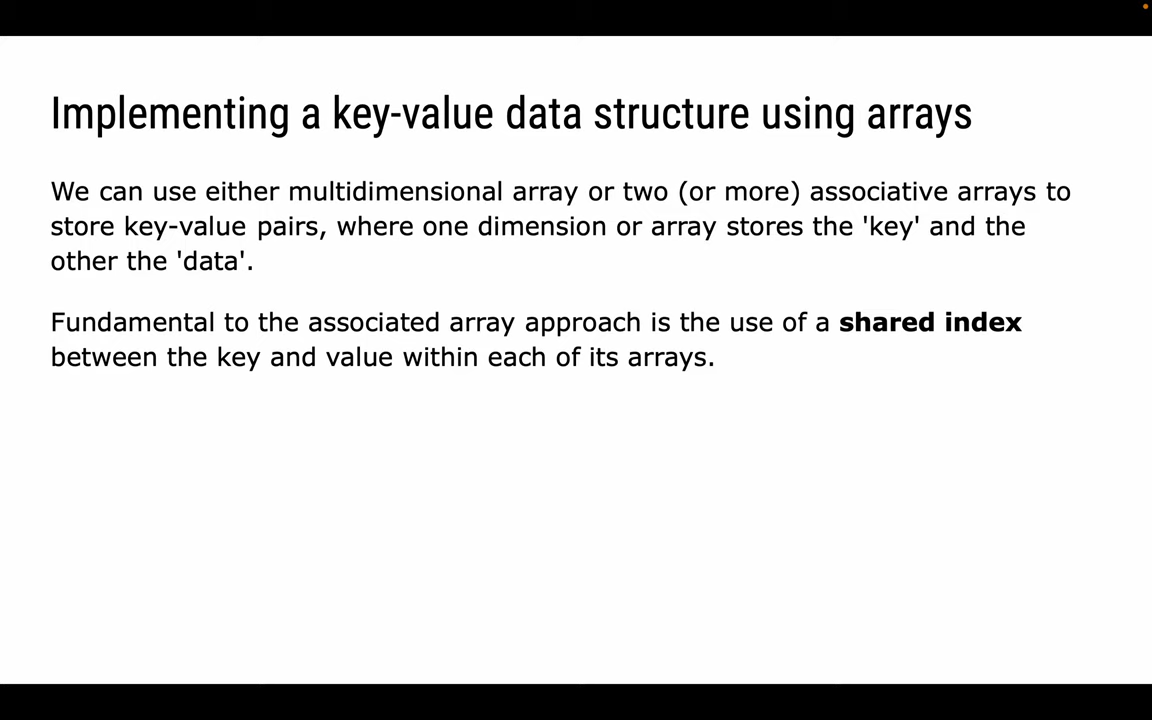 Implementing a key-value data structure using arrays
We can use either multidimensional array or two (or more) associative arrays to
store key-value pairs, where one dimension or array stores the 'key' and the
other the 'data'.
Fundamental to the associated array approach is the use of a shared index
between the key and value within each of its arrays.